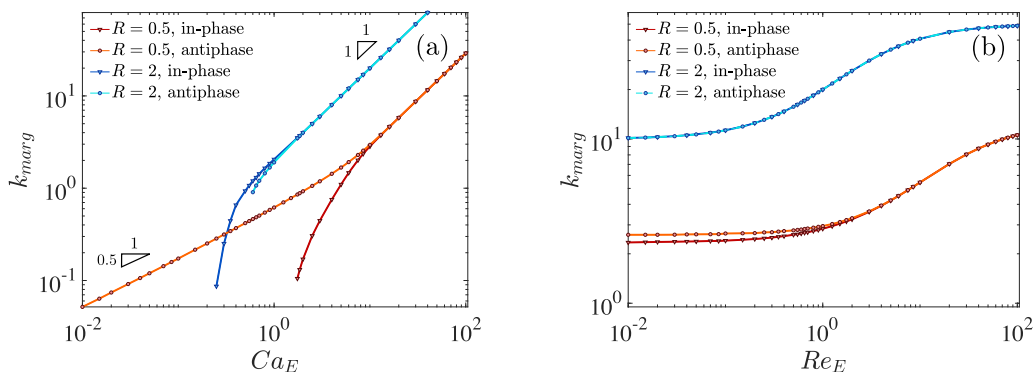 R = 0.5, in-phase
R = 0.5, antiphase
R = 2, in-phase
R = 2, antiphase
(a)
1
1
1
0.5
k_marg
10^1
10^0
10^-1
10^-2
10^0
10^2
Ca_E
R = 0.5, in-phase
R = 0.5, antiphase
R = 2, in-phase
R = 2, antiphase
(b)
k_marg
10^1
10^0
10^-2
10^0
10^2
Re_E